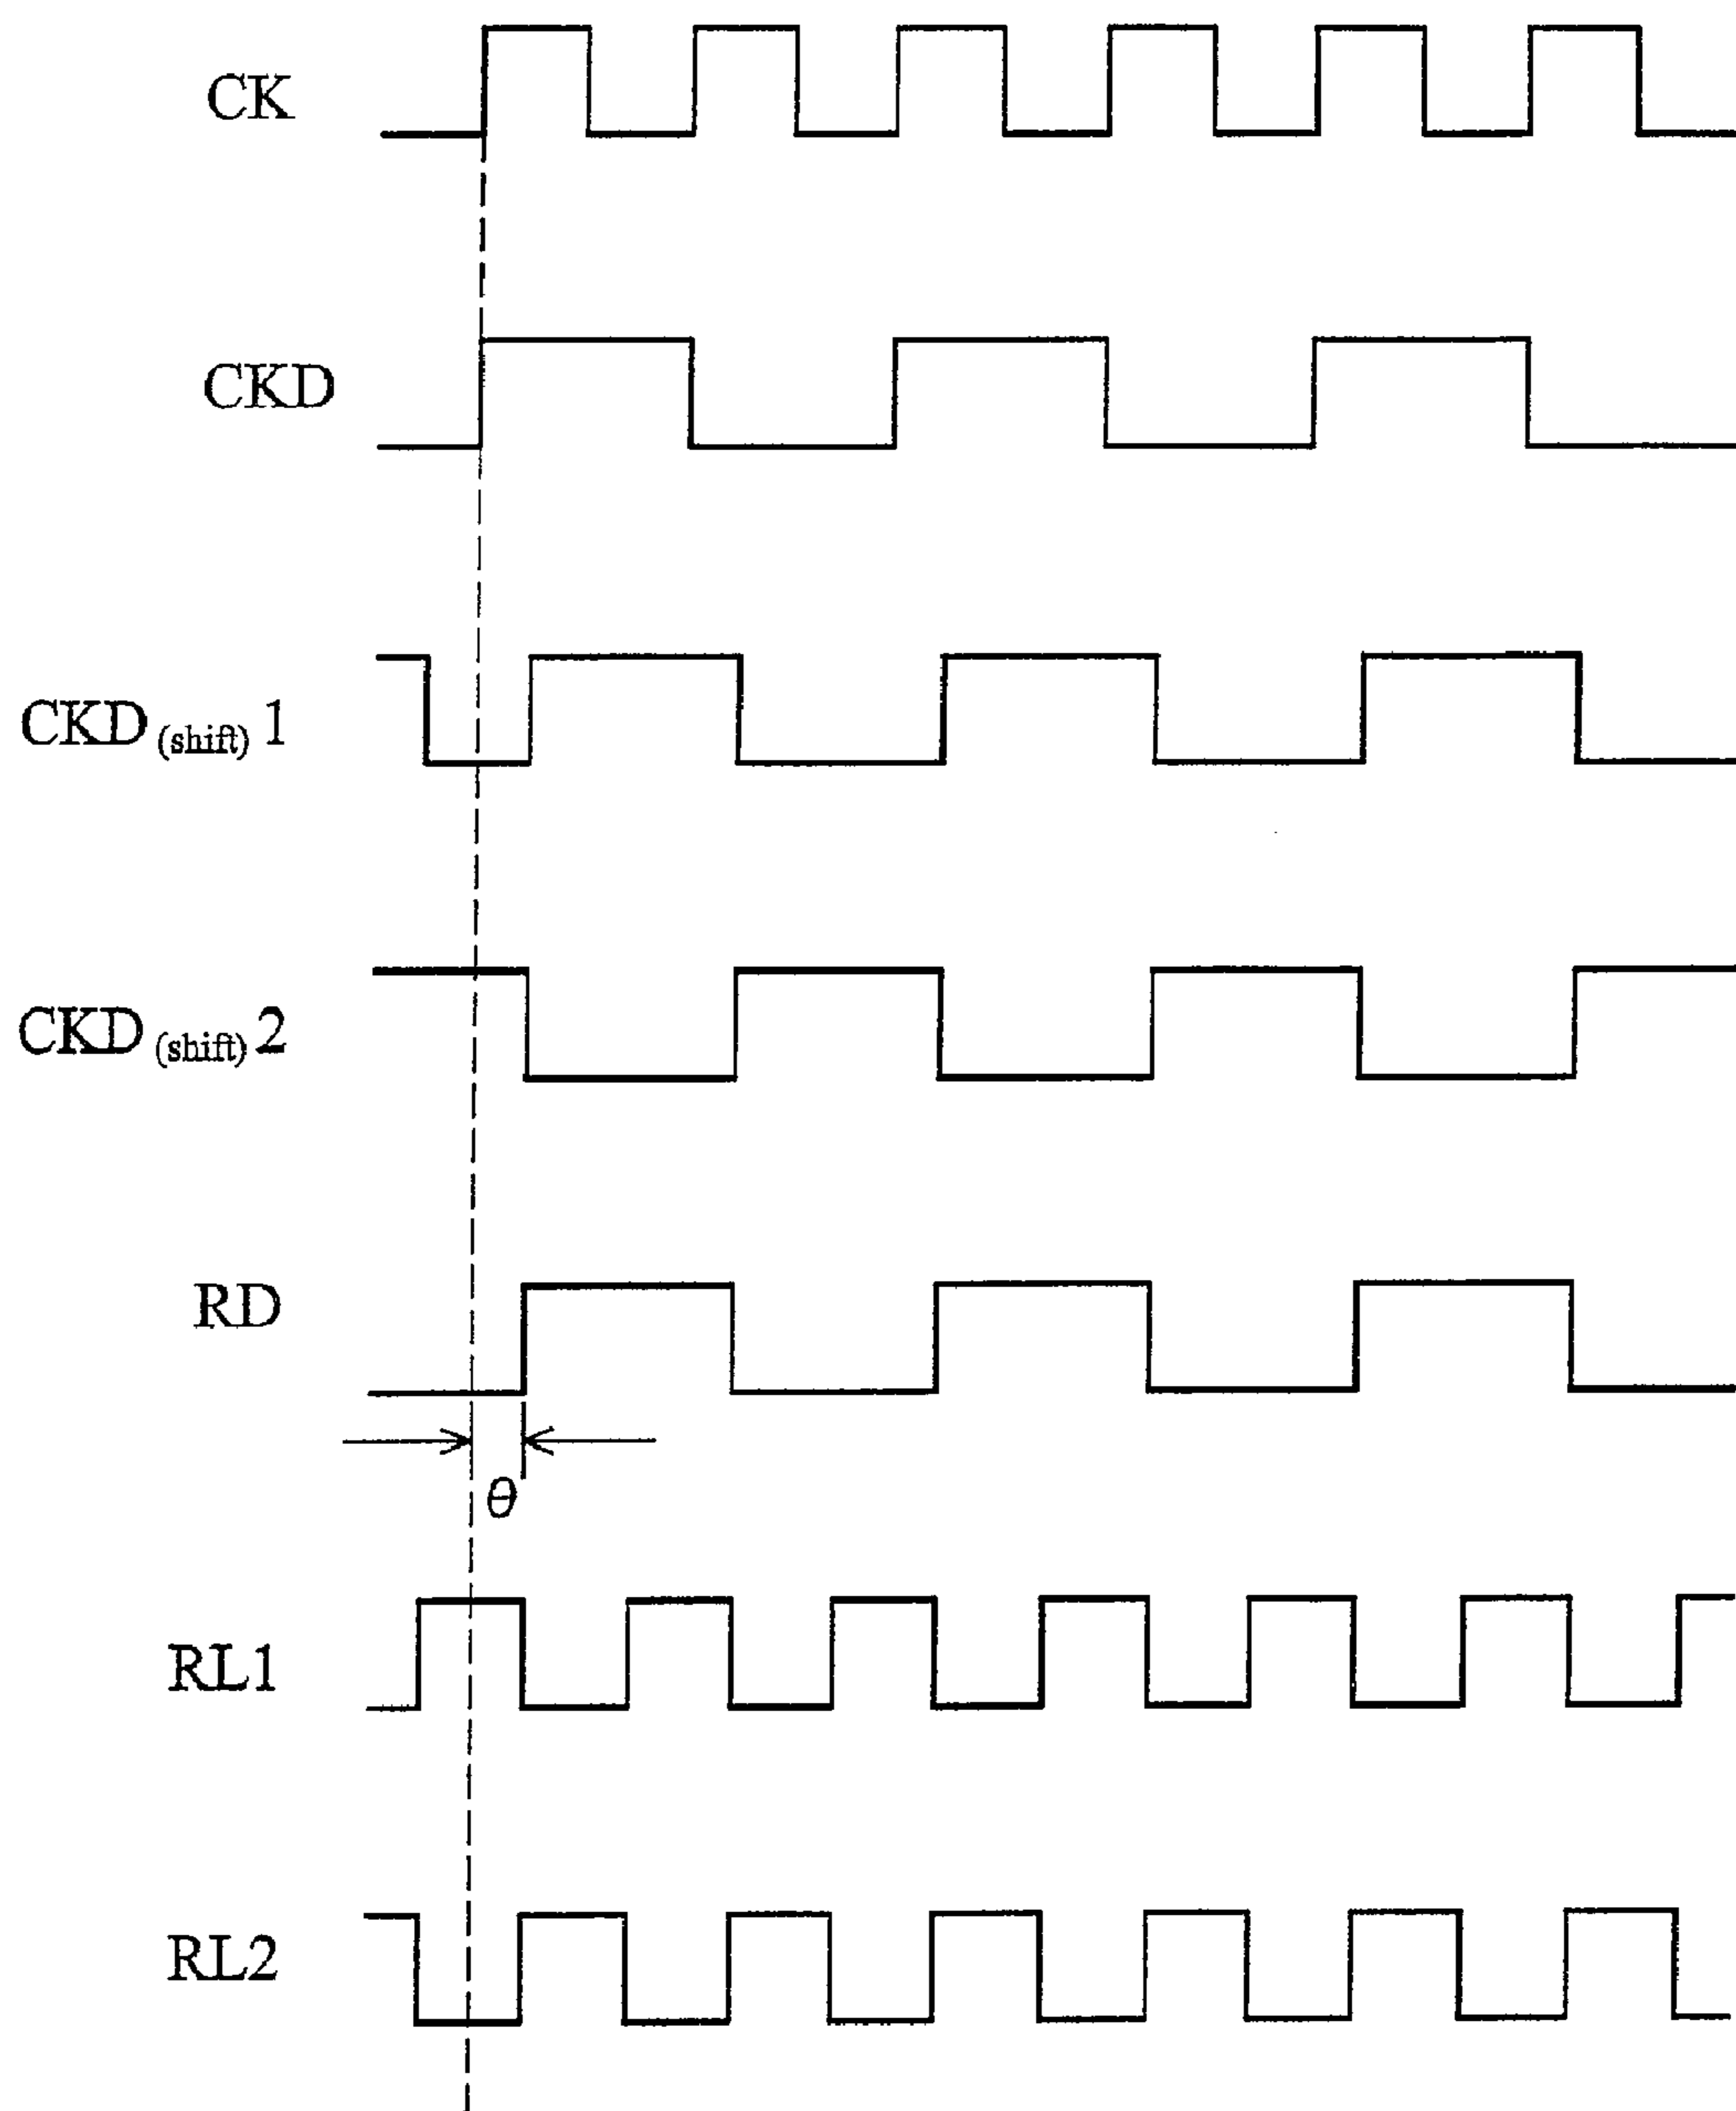 CK
CKD
CKD (shift) 1
CKD (shift) 2
RD
θ
RL1
RL2